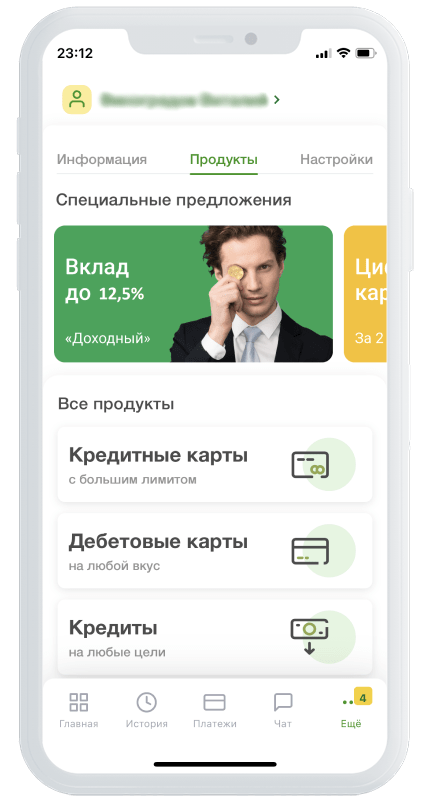 23:12
Информация
Продукты
Настройки
Специальные предложения
Вклад
до 12,5%
«Доходный»
Ци
кар
За 2
Все продукты
Кредитные карты
с большим лимитом
Дебетовые карты
на любой вкус
Кредиты
на любые цели
4
Главная
История
Платежи
Чат
Ещё